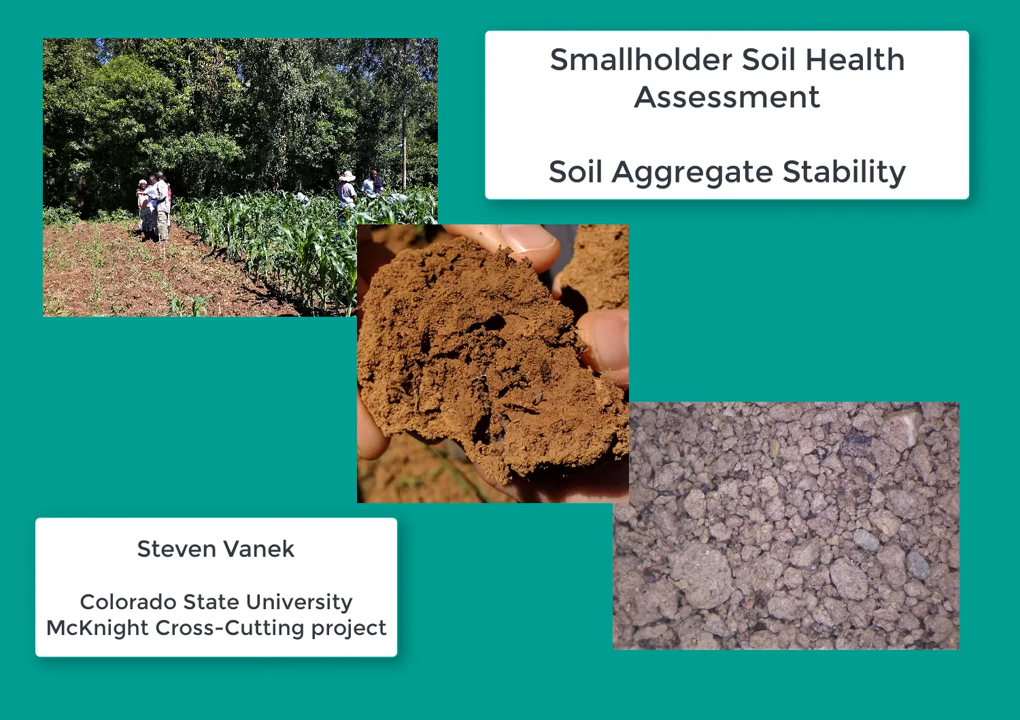 Smallholder Soil Health
Assessment
Soil Aggregate Stability
Steven Vanek
Colorado State University
McKnight Cross-Cutting project